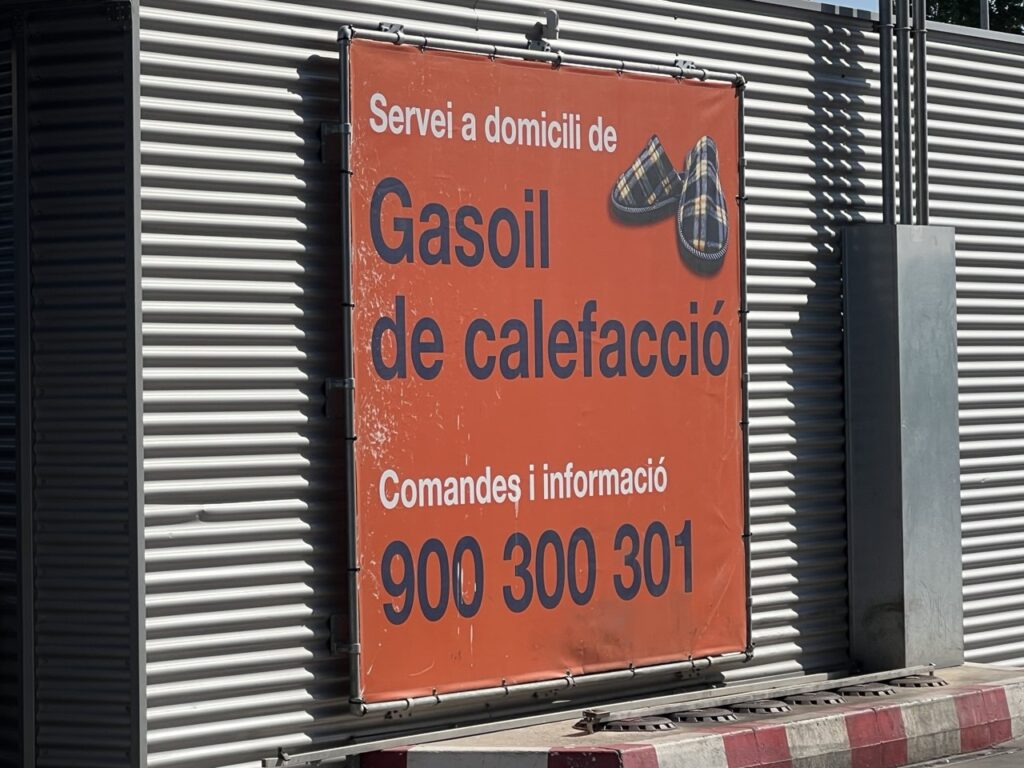 Servei a domicili de
Gasoil
de calefacció
Comandes i informació
900 300 301